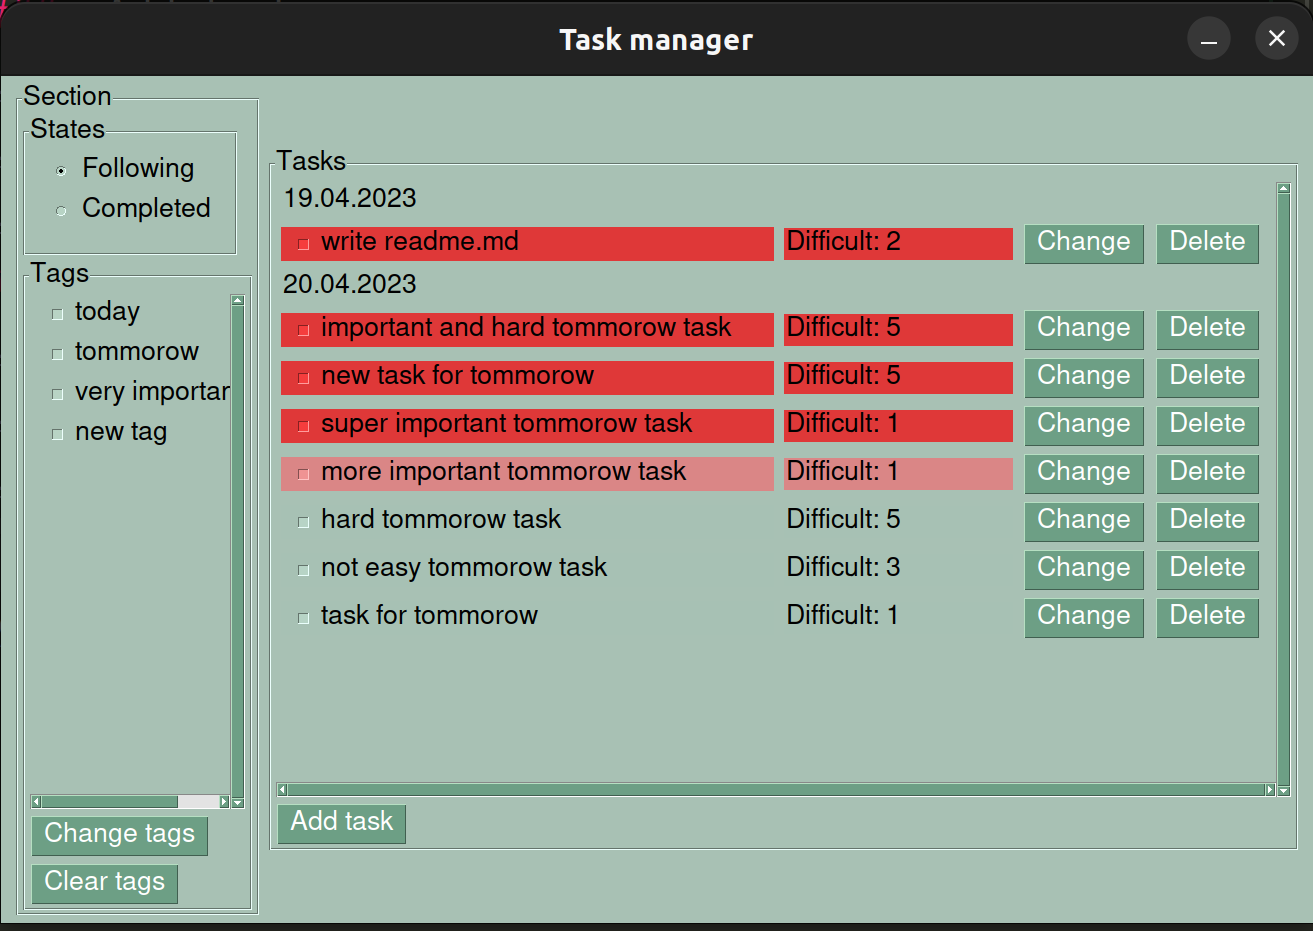 Task manager
Section
States
Following
Completed
Tags
today
tommorow
very importar
new tag
Change tags
Clear tags
Tasks
19.04.2023
write readme.md Difficult: 2 Change Delete
20.04.2023
important and hard tommorow task Difficult: 5 Change Delete
new task for tommorow Difficult: 5 Change Delete
super important tommorow task Difficult: 1 Change Delete
more important tommorow task Difficult: 1 Change Delete
hard tommorow task Difficult: 5 Change Delete
not easy tommorow task Difficult: 3 Change Delete
task for tommorow Difficult: 1 Change Delete
Add task